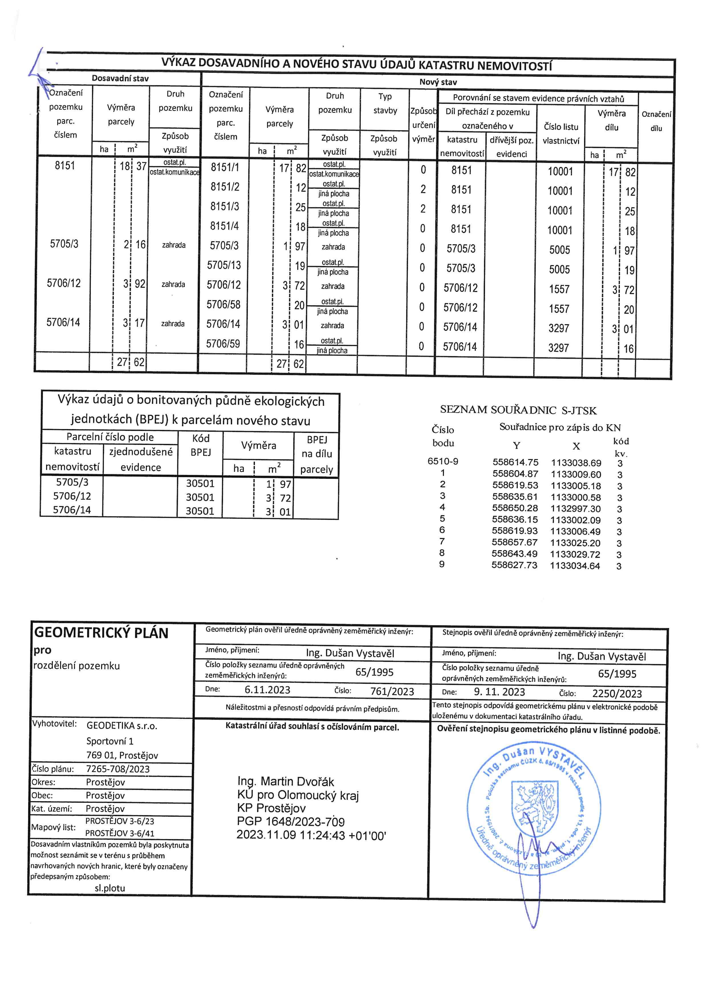 VÝKAZ DOSAVADNÍHO A NOVÉHO STAVU ÚDAJŮ KATASTRU NEMOVITOSTÍ
Dosavadní stav Nový stav
Označení pozemku parc. číslem Výměra parcely Druh pozemku Označení pozemku parc. číslem Výměra parcely Druh pozemku Typ stavby Způsob určení výměr Porovnání se stavem evidence právních vztahů
Díl přechází z pozemku označeného v Číslo listu vlastnictví Výměra dílu Označení dílu
Způsob využití Způsob využití Způsob využití katastru nemovitostí dřívější poz. evidenci
ha m² ha m² ha m²
8151 18 37 ostat.pl. ostat.komunikace 8151/1 17 82 ostat.pl. ostat.komunikace 0 8151 10001 17 82
8151/2 12 ostat.pl. jiná plocha 2 8151 10001 12
8151/3 25 ostat.pl. jiná plocha 2 8151 10001 25
8151/4 18 ostat.pl. jiná plocha 0 8151 10001 18
5705/3 2 16 zahrada 5705/3 1 97 zahrada 0 5705/3 5005 1 97
5705/13 19 ostat.pl. jiná plocha 0 5705/3 5005 19
5706/12 3 92 zahrada 5706/12 3 72 zahrada 0 5706/12 1557 3 72
5706/58 20 ostat.pl. jiná plocha 0 5706/12 1557 20
5706/14 3 17 zahrada 5706/14 3 01 zahrada 0 5706/14 3297 3 01
5706/59 16 ostat.pl. jiná plocha 0 5706/14 3297 16
27 62 27 62
Výkaz údajů o bonitovaných půdně ekologických
jednotkách (BPEJ) k parcelám nového stavu
Parcelní číslo podle Kód BPEJ Výměra BPEJ na dílu parcely
katastru nemovitostí zjednodušené evidence ha m²
5705/3 30501 1 97
5706/12 30501 3 72
5706/14 30501 3 01
SEZNAM SOUŘADNIC S-JTSK
Číslo bodu Souřadnice pro zápis do KN
Y X kód kv.
6510-9 558614.75 1133038.69 3
1 558604.87 1133009.60 3
2 558619.53 1133005.18 3
3 558635.61 1133000.58 3
4 558650.28 1132997.30 3
5 558636.15 1133002.09 3
6 558619.93 1133006.49 3
7 558657.67 1133025.20 3
8 558643.49 1133029.72 3
9 558627.73 1133034.64 3
GEOMETRICKÝ PLÁN
pro
rozdělení pozemku
Geometrický plán ověřil úředně oprávněný zeměměřický inženýr:
Jméno, příjmení: Ing. Dušan Vystavěl
Číslo položky seznamu úředně oprávněných
zeměměřických inženýrů: 65/1995
Dne: 6.11.2023 Číslo: 761/2023
Náležitostmi a přesností odpovídá právním předpisům.
Stejnopis ověřil úředně oprávněný zeměměřický inženýr:
Jméno, příjmení: Ing. Dušan Vystavěl
Číslo položky seznamu úředně
oprávněných zeměměřických inženýrů: 65/1995
Dne: 9. 11. 2023 Číslo: 2250/2023
Tento stejnopis odpovídá geometrickému plánu v elektronické podobě
uloženému v dokumentaci katastrálního úřadu.
Vyhotovitel: GEODETIKA s.r.o.
Sportovní 1
769 01, Prostějov
Číslo plánu: 7265-708/2023
Okres: Prostějov
Obec: Prostějov
Kat. území: Prostějov
Mapový list: PROSTĚJOV 3-6/23
PROSTĚJOV 3-6/41
Dosavadním vlastníkům pozemků byla poskytnuta
možnost seznámit se v terénu s průběhem
navrhovaných nových hranic, které byly označeny
předepsaným způsobem:
sl.plotu
Katastrální úřad souhlasí s očíslováním parcel.
Ing. Martin Dvořák
KÚ pro Olomoucký kraj
KP Prostějov
PGP 1648/2023-709
2023.11.09 11:24:43 +01'00'
Ověření stejnopisu geometrického plánu v listinné podobě.
Ing. Dušan VYSTAVĚL
Položka seznamu ČÚZK č. 65/1995 v rozsahu podle § 13, ods. 1, písm. a) b) a c) zákona č. 200/1994 Sb.
Úředně oprávněný zeměměřický inženýr